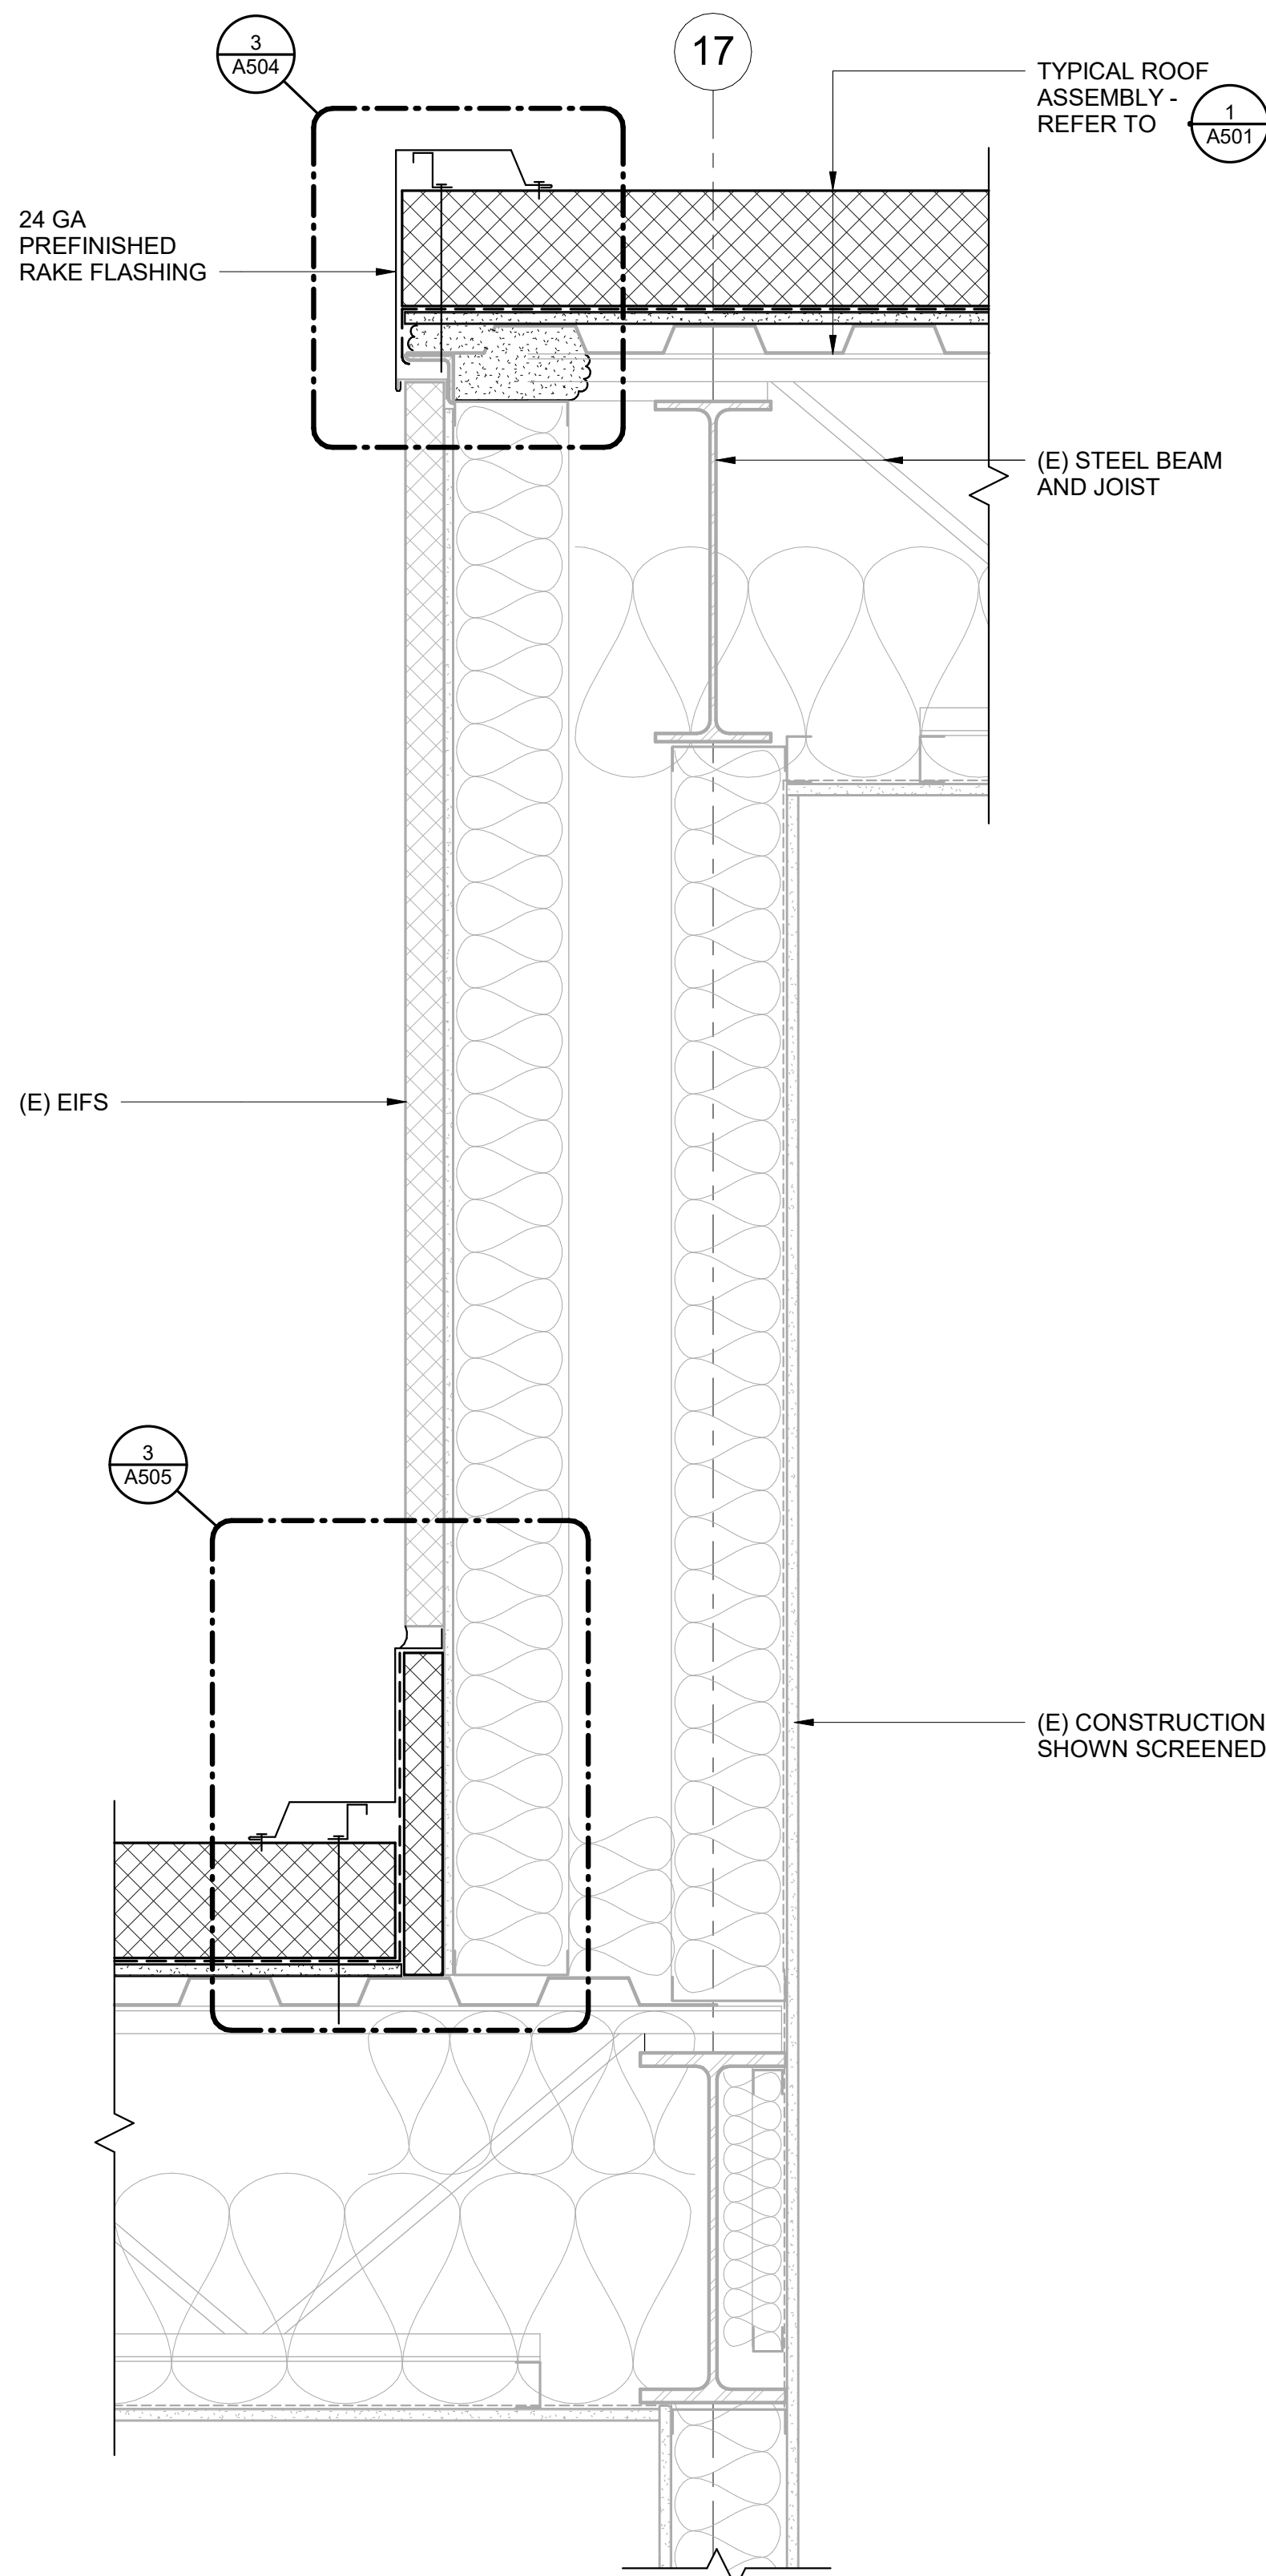 3
A504
17
TYPICAL ROOF
ASSEMBLY -
REFER TO
1
A501
24 GA
PREFINISHED
RAKE FLASHING
(E) STEEL BEAM
AND JOIST
(E) EIFS
3
A505
(E) CONSTRUCTION
SHOWN SCREENED